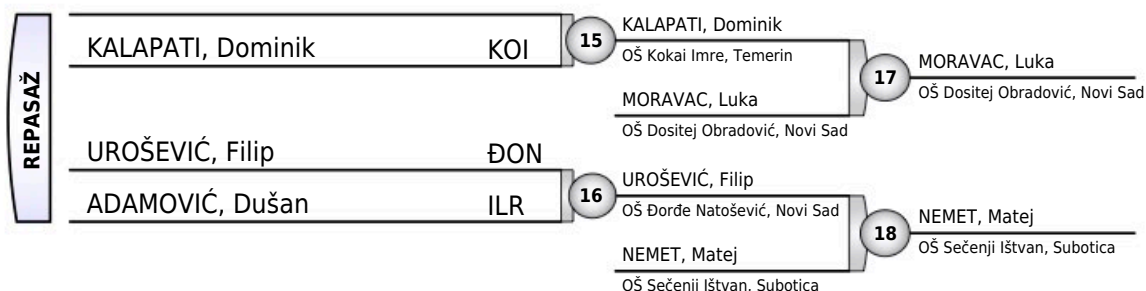 REPASAŽ
KALAPATI, Dominik KOI
UROŠEVIĆ, Filip ĐON
ADAMOVIĆ, Dušan ILR
15
16
KALAPATI, Dominik
OŠ Kokai Imre, Temerin
MORAVAC, Luka
OŠ Dositej Obradović, Novi Sad
UROŠEVIĆ, Filip
OŠ Đorđe Natošević, Novi Sad
NEMET, Matej
OŠ Sečenji Ištvan, Subotica
17
18
MORAVAC, Luka
OŠ Dositej Obradović, Novi Sad
NEMET, Matej
OŠ Sečenji Ištvan, Subotica